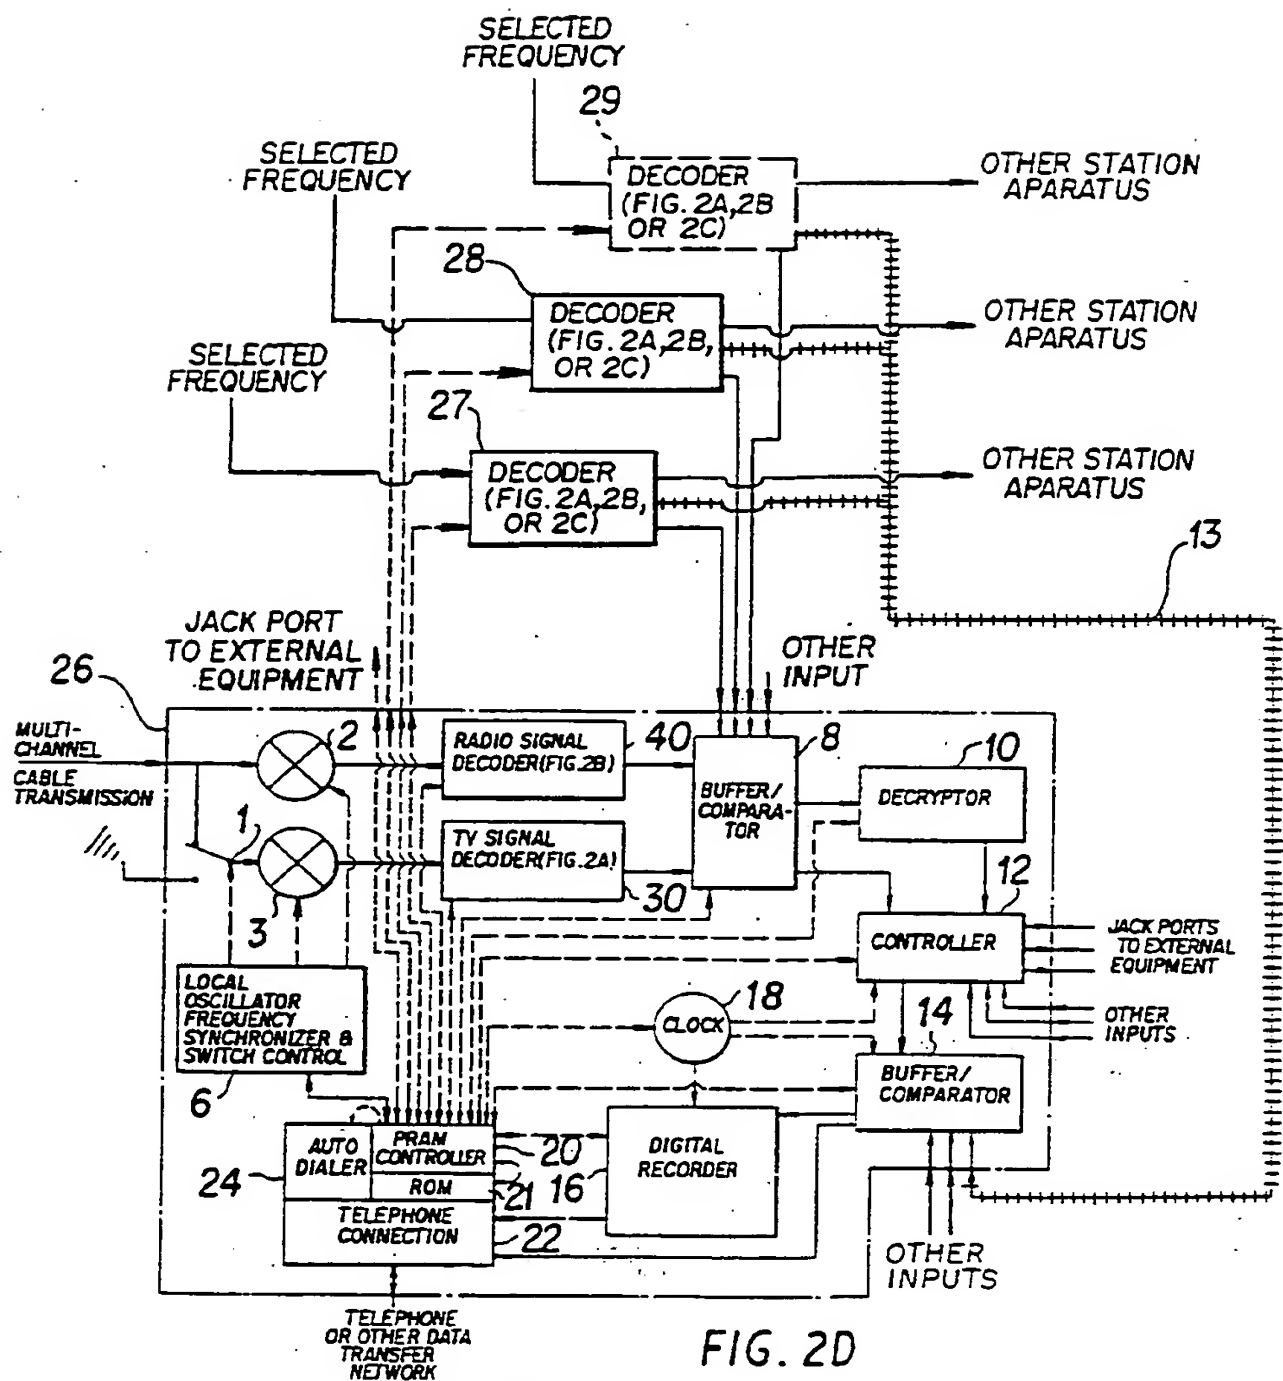 SELECTED
FREQUENCY
29
SELECTED
FREQUENCY
DECODER
(FIG. 2A, 2B
OR 2C)
OTHER STATION
APARATUS
28
DECODER
(FIG. 2A, 2B,
OR 2C)
OTHER STATION
APARATUS
SELECTED
FREQUENCY
27
DECODER
(FIG. 2A, 2B,
OR 2C)
OTHER STATION
APARATUS
13
JACK PORT
TO EXTERNAL
EQUIPMENT
OTHER
INPUT
26
MULTI-
CHANNEL
CABLE
TRANSMISSION
2
RADIO SIGNAL
DECODER (FIG. 2B)
40
8
BUFFER/
COMPARA-
TOR
10
DECRYPTOR
1
3
TV SIGNAL
DECODER (FIG. 2A)
30
12
CONTROLLER
JACK PORTS
TO EXTERNAL
EQUIPMENT
LOCAL
OSCILLATOR
FREQUENCY
SYNCHRONIZER &
SWITCH CONTROL
6
18
CLOCK
OTHER
INPUTS
14
BUFFER/
COMPARATOR
AUTO
DIALER
24
PRAM
CONTROLLER
20
ROM
21
TELEPHONE
CONNECTION
22
16
DIGITAL
RECORDER
OTHER
INPUTS
TELEPHONE
OR OTHER DATA
TRANSFER
NETWORK
FIG. 2D